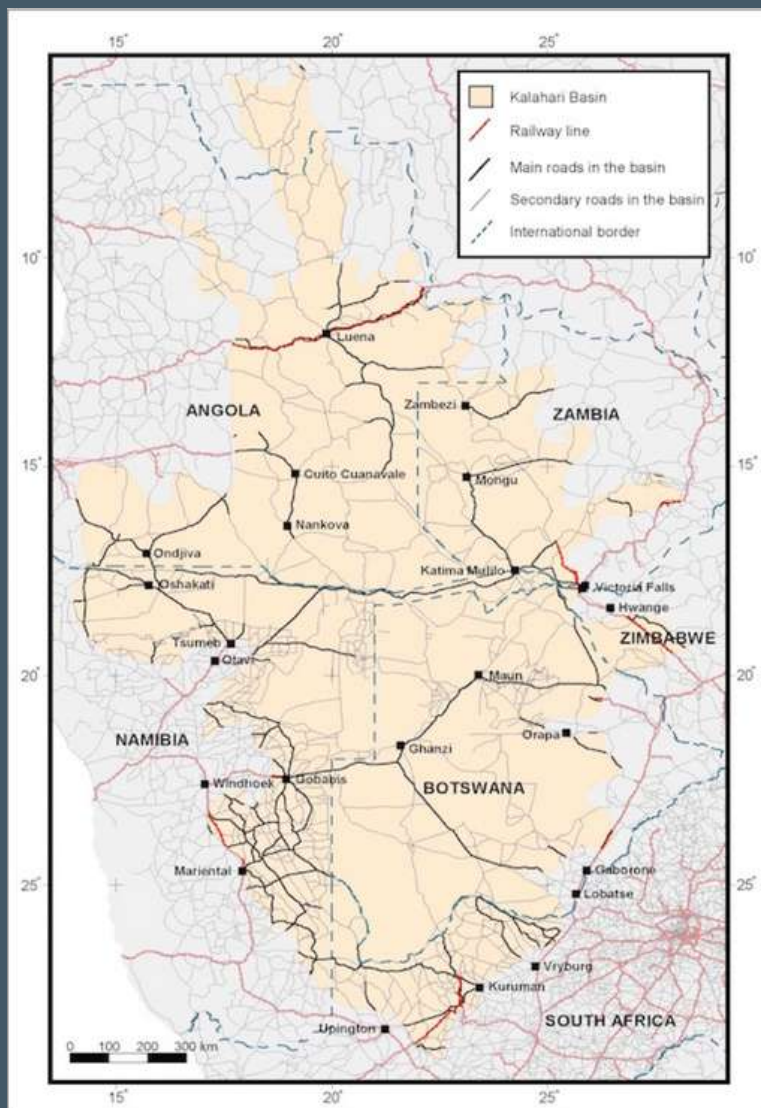 15°
20°
25°
Kalahari Basin
Railway line
Main roads in the basin
Secondary roads in the basin
International border
10°
10°
Luena
ANGOLA
Zambezi
ZAMBIA
15°
Cuito Cuanavale
Mongu
15°
Nankova
Ondjiva
Katima Mulilo
Oshakati
Victoria Falls
Hwange
Tsumeb
ZIMBABWE
Otavi
20°
Maun
20°
NAMIBIA
Orapa
Ghanzi
Windhoek
Gobabis
BOTSWANA
Mariental
Gaborone
25°
25°
Lobatse
Vryburg
Kuruman
Upington
SOUTH AFRICA
0 100 200 300 km
15°
20°
25°